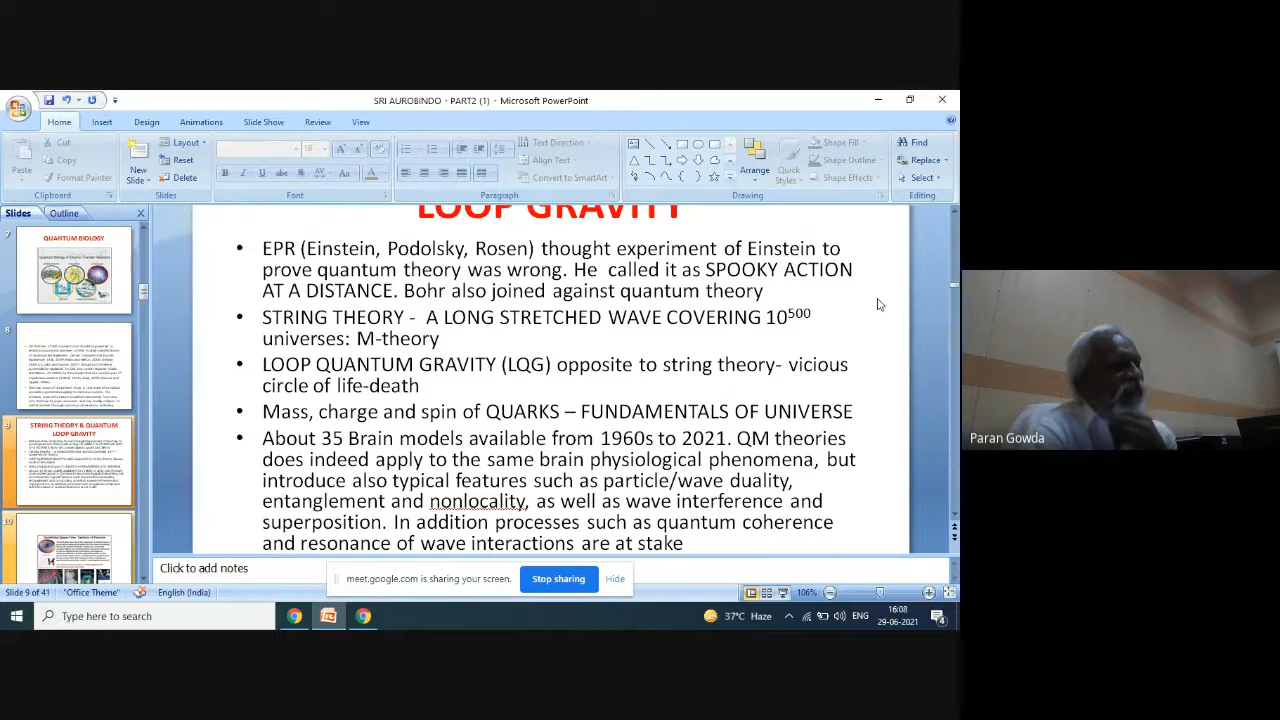 SRI AUROBINDO - PART2 (1) - Microsoft PowerPoint
Home Insert Design Animations Slide Show Review View
Paste
Cut
Copy
Format Painter
Clipboard
New Slide
Layout
Reset
Delete
Slides
18
Font
Text Direction
Align Text
Convert to SmartArt
Paragraph
Arrange
Quick Styles
Shape Fill
Shape Outline
Shape Effects
Drawing
Find
Replace
Select
Editing
Slides Outline
7
QUANTUM BIOLOGY
8
9
STRING THEORY & QUANTUM
LOOP GRAVITY
10
LOOP GRAVITY
• EPR (Einstein, Podolsky, Rosen) thought experiment of Einstein to
prove quantum theory was wrong. He called it as SPOOKY ACTION
AT A DISTANCE. Bohr also joined against quantum theory
• STRING THEORY - A LONG STRETCHED WAVE COVERING 10^500
universes: M-theory
• LOOP QUANTUM GRAVITY (LQG) opposite to string theory- vicious
circle of life-death
• Mass, charge and spin of QUARKS – FUNDAMENTALS OF UNIVERSE
• About 35 Brain models available from 1960s to 2021. QM theories
does indeed apply to the same brain physiological phenomena, but
introduce also typical features such as particle/wave duality,
entanglement and nonlocality, as well as wave interference and
superposition. In addition processes such as quantum coherence
and resonance of wave interactions are at stake
Click to add notes
meet.google.com is sharing your screen. Stop sharing Hide
Slide 9 of 41 "Office Theme" English (India) 106%
Type here to search
37°C Haze
ENG
16:08
29-06-2021
4
Paran Gowda